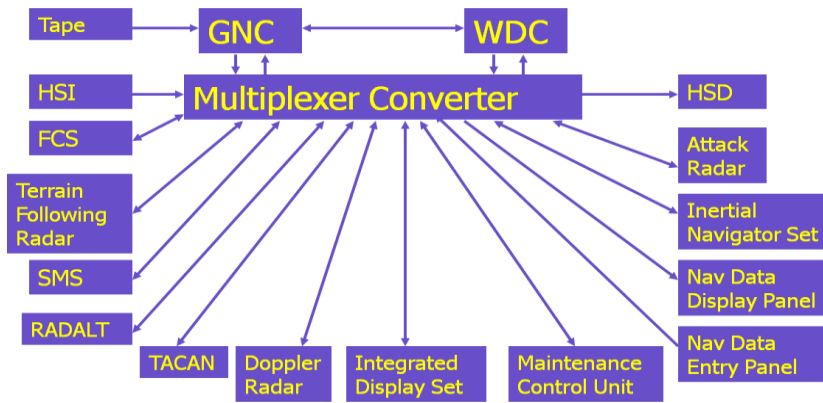 Tape
GNC
WDC
HSI
Multiplexer Converter
HSD
FCS
Attack
Radar
Terrain
Following
Radar
Inertial
Navigator Set
SMS
Nav Data
Display Panel
RADALT
TACAN
Doppler
Radar
Integrated
Display Set
Maintenance
Control Unit
Nav Data
Entry Panel